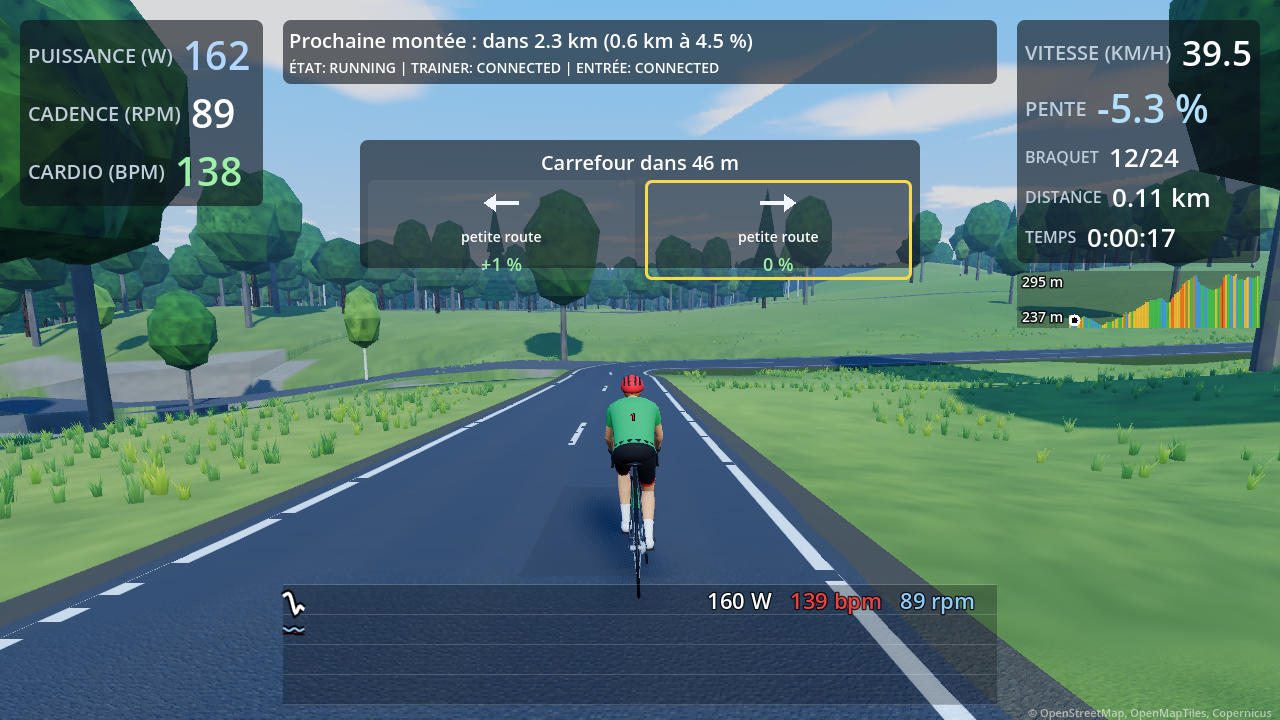 PUISSANCE (W) 162
CADENCE (RPM) 89
CARDIO (BPM) 138
Prochaine montée : dans 2.3 km (0.6 km à 4.5 %)
ÉTAT: RUNNING | TRAINER: CONNECTED | ENTRÉE: CONNECTED
VITESSE (KM/H) 39.5
PENTE -5.3 %
BRAQUET 12/24
DISTANCE 0.11 km
TEMPS 0:00:17
295 m
237 m
Carrefour dans 46 m
petite route
+1 %
petite route
0 %
1
160 W 139 bpm 89 rpm
© OpenStreetMap, OpenMapTiles, Copernicus